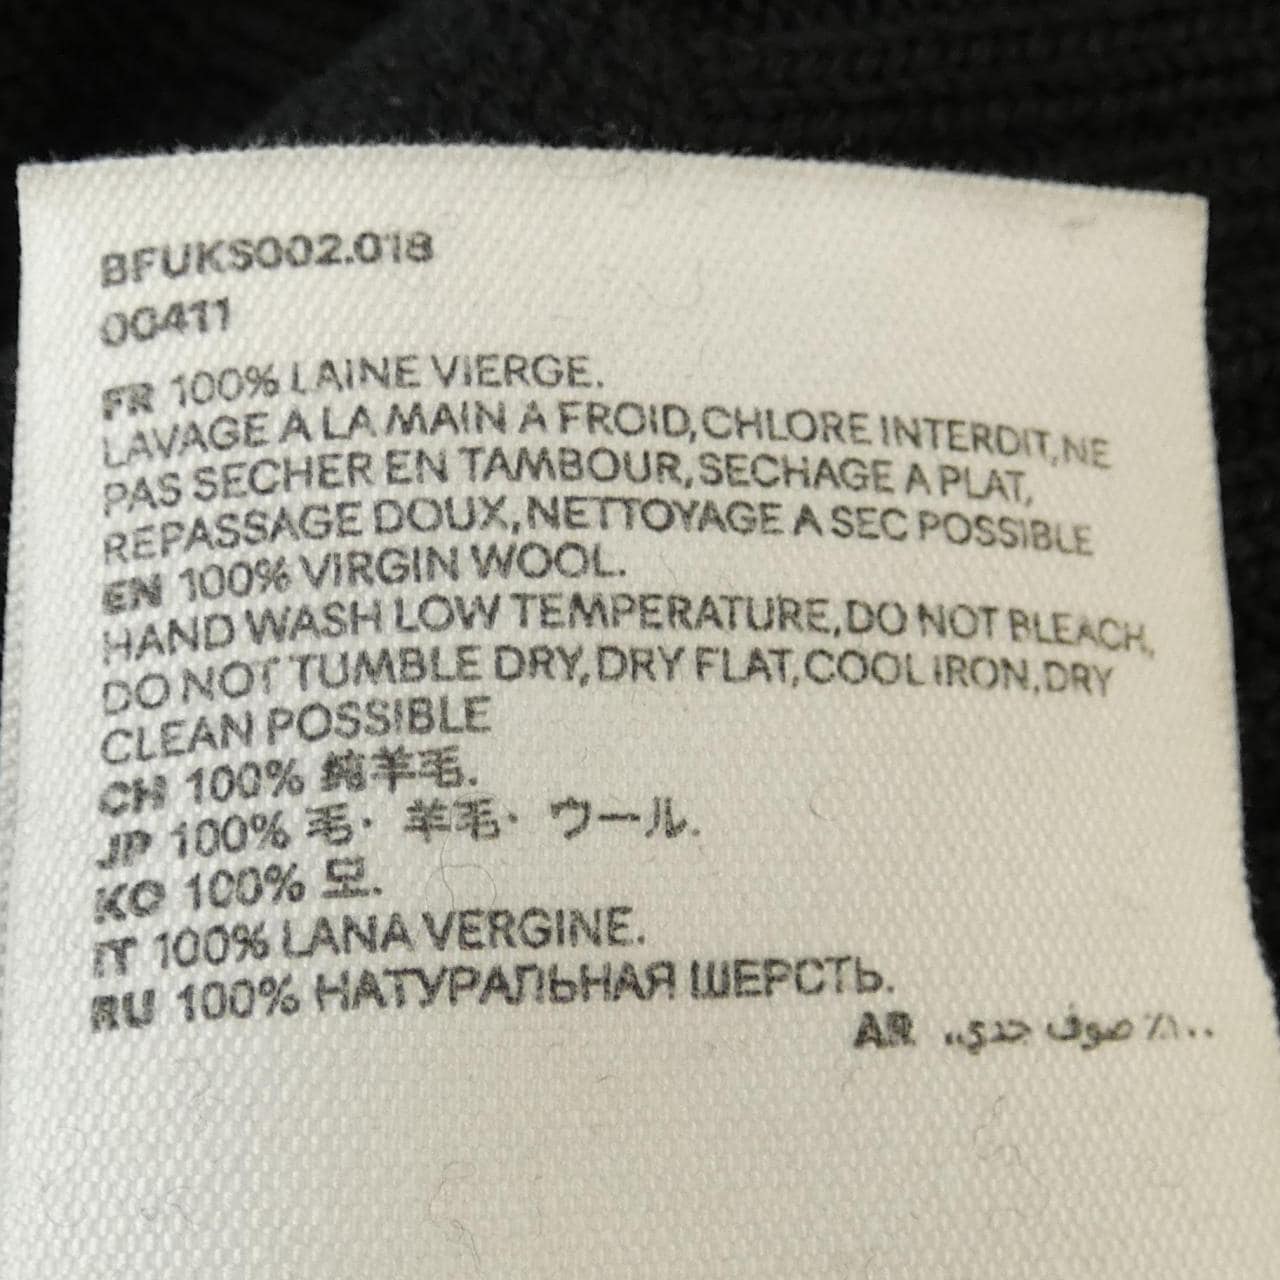 BFUKS002.018
00411
FR 100% LAINE VIERGE.
LAVAGE A LA MAIN A FROID,CHLORE INTERDIT,NE
PAS SECHER EN TAMBOUR,SECHAGE A PLAT,
REPASSAGE DOUX,NETTOYAGE A SEC POSSIBLE
EN 100% VIRGIN WOOL.
HAND WASH LOW TEMPERATURE,DO NOT BLEACH,
DO NOT TUMBLE DRY,DRY FLAT,COOL IRON,DRY
CLEAN POSSIBLE
CH 100% 纯羊毛.
JP 100% 毛· 羊毛· ウール.
KO 100% 모.
IT 100% LANA VERGINE.
RU 100% НАТУРАЛЬНАЯ ШЕРСТЬ.
AR ١٠٠٪ صوف جدي..